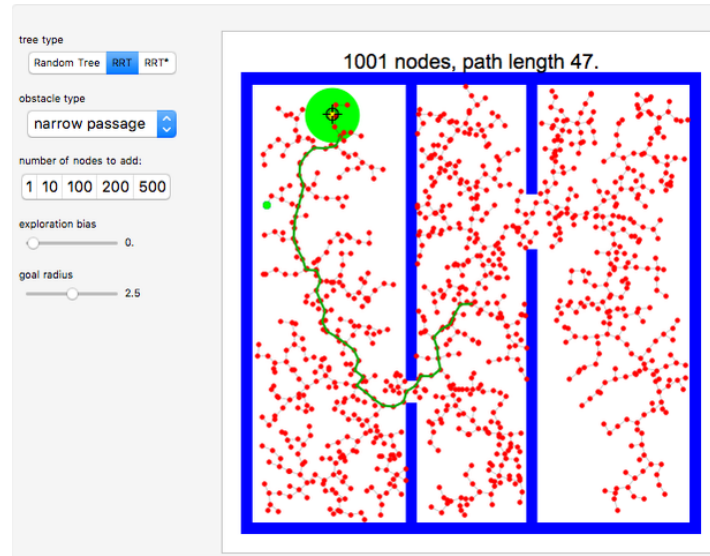 tree type
Random Tree RRT RRT*
obstacle type
narrow passage
number of nodes to add:
1 10 100 200 500
exploration bias
0.
goal radius
2.5
1001 nodes, path length 47.